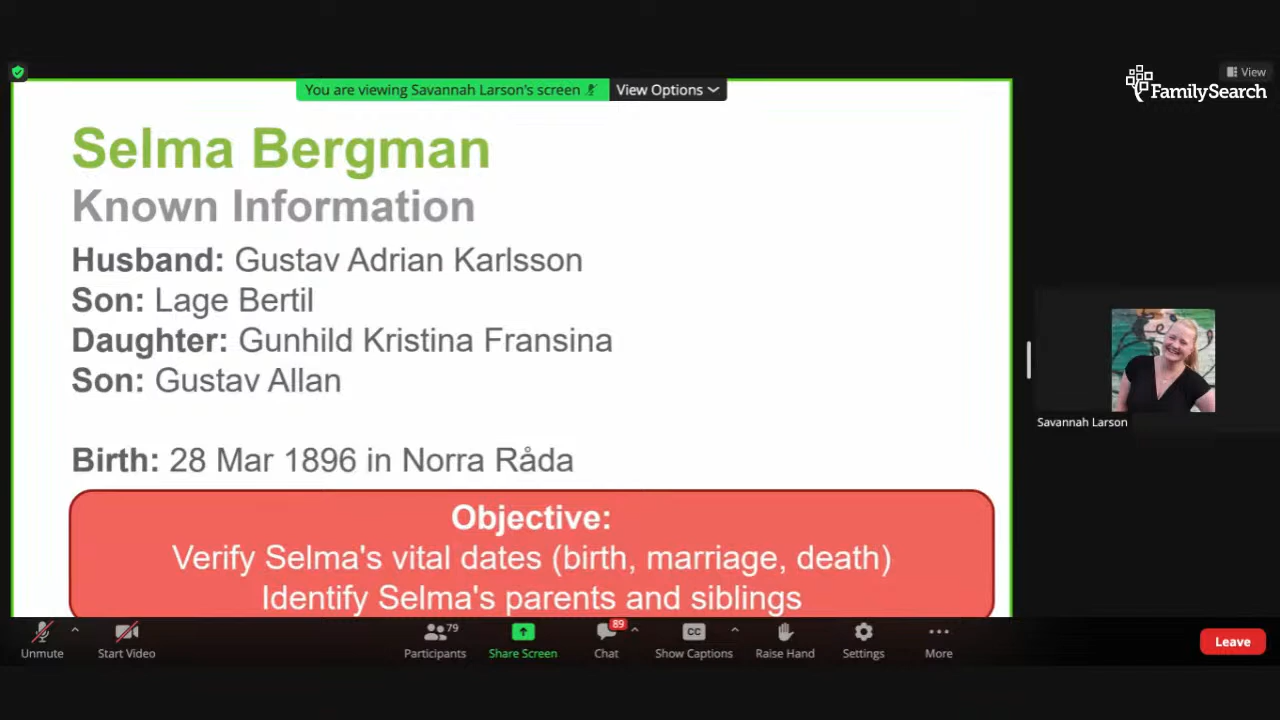 You are viewing Savannah Larson's screen
View Options
View
FamilySearch
Selma Bergman
Known Information
Husband: Gustav Adrian Karlsson
Son: Lage Bertil
Daughter: Gunhild Kristina Fransina
Son: Gustav Allan
Birth: 28 Mar 1896 in Norra Råda
Objective:
Verify Selma's vital dates (birth, marriage, death)
Identify Selma's parents and siblings
Savannah Larson
79
89
CC
Unmute
Start Video
Participants
Share Screen
Chat
Show Captions
Raise Hand
Settings
More
Leave